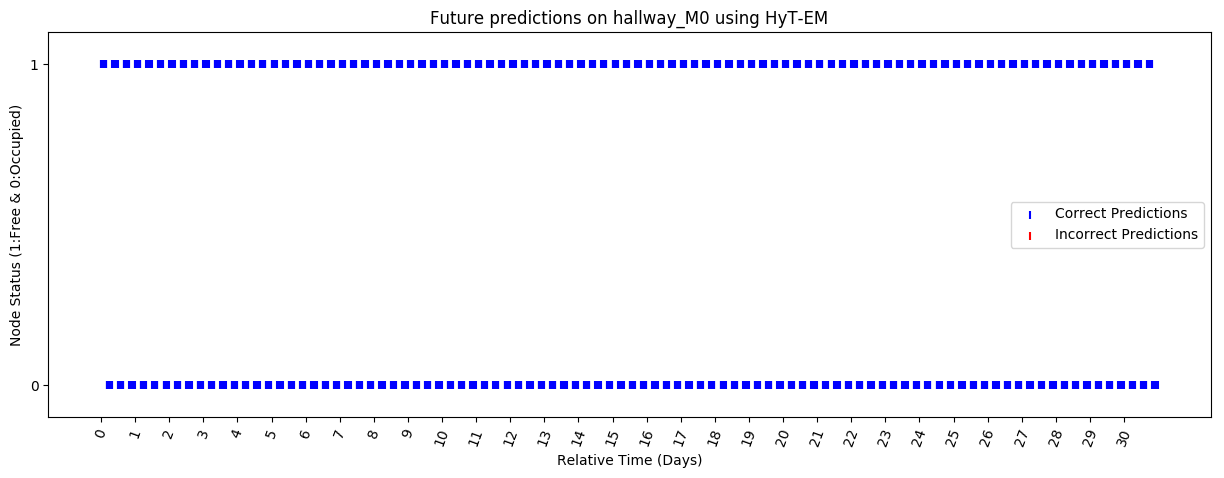 Future predictions on hallway_M0 using HyT-EM
Node Status (1:Free & 0:Occupied)
1
0
Correct Predictions
Incorrect Predictions
0 1 2 3 4 5 6 7 8 9 10 11 12 13 14 15 16 17 18 19 20 21 22 23 24 25 26 27 28 29 30
Relative Time (Days)